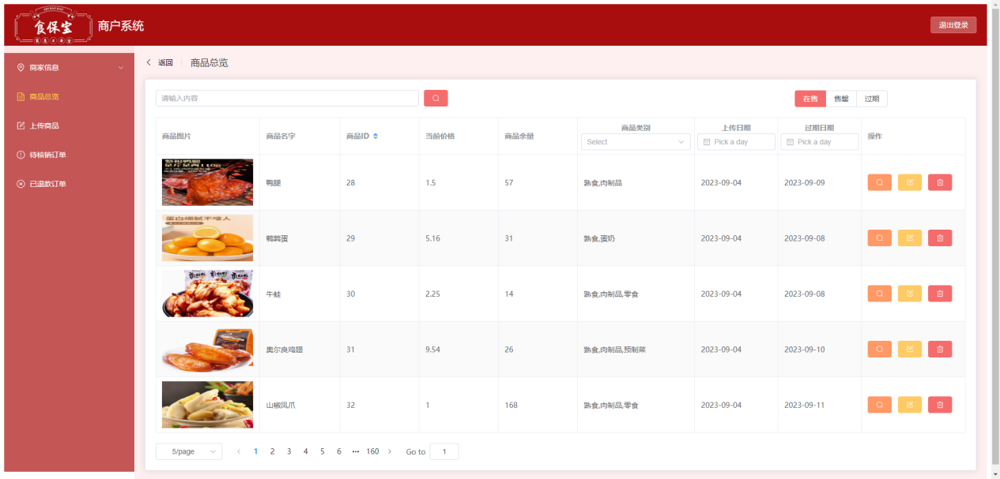 食保宝
商户系统
退出登录
商家信息
商品总览
上传商品
待核销订单
已退款订单
返回
商品总览
请输入内容
在售 售罄 过期
商品图片 商品名字 商品ID 当前价格 商品余量 商品类别 上传日期 过期日期 操作
Select Pick a day Pick a day
鸭腿 28 1.5 57 熟食,肉制品 2023-09-04 2023-09-09
蛋白细腻不噎人
鹌鹑蛋 29 5.16 31 熟食,蛋奶 2023-09-04 2023-09-08
牛蛙 30 2.25 14 熟食,肉制品,零食 2023-09-04 2023-09-08
奥尔良鸡翅 31 9.54 26 熟食,肉制品,预制菜 2023-09-04 2023-09-10
山椒凤爪 32 1 168 熟食,肉制品,零食 2023-09-04 2023-09-11
5/page 1 2 3 4 5 6 ••• 160 Go to 1